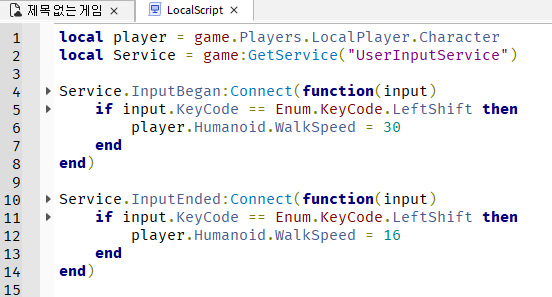 제목 없는 게임 × LocalScript ×
1 local player = game.Players.LocalPlayer.Character
2 local Service = game:GetService("UserInputService")
3
4 Service.InputBegan:Connect(function(input)
5     if input.KeyCode == Enum.KeyCode.LeftShift then
6         player.Humanoid.WalkSpeed = 30
7     end
8 end)
9
10 Service.InputEnded:Connect(function(input)
11     if input.KeyCode == Enum.KeyCode.LeftShift then
12         player.Humanoid.WalkSpeed = 16
13     end
14 end)
15